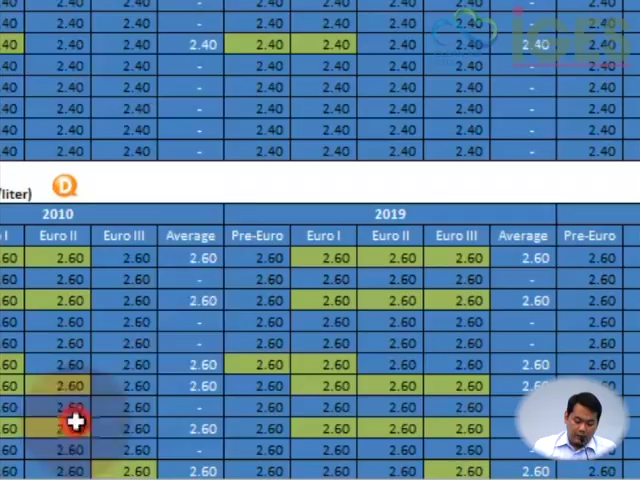 iGES
.40 2.40 2.40 - 2.40 2.40 2.40 2.40 - 2.40
.40 2.40 2.40 - 2.40 2.40 2.40 2.40 - 2.40
.40 2.40 2.40 2.40 2.40 2.40 2.40 2.40 2.40 2.40
.40 2.40 2.40 - 2.40 2.40 2.40 2.40 - 2.40
.40 2.40 2.40 - 2.40 2.40 2.40 2.40 - 2.40
.40 2.40 2.40 - 2.40 2.40 2.40 2.40 - 2.40
.40 2.40 2.40 - 2.40 2.40 2.40 2.40 - 2.40
.40 2.40 2.40 - 2.40 2.40 2.40 2.40 - 2.40
/liter) D
2010 2019
I Euro II Euro III Average Pre-Euro Euro I Euro II Euro III Average Pre-Euro
.60 2.60 2.60 2.60 2.60 2.60 2.60 2.60 2.60 2.60
.60 2.60 2.60 - 2.60 2.60 2.60 2.60 - 2.60
.60 2.60 2.60 2.60 2.60 2.60 2.60 2.60 2.60 2.60
.60 2.60 2.60 - 2.60 2.60 2.60 2.60 - 2.60
.60 2.60 2.60 - 2.60 2.60 2.60 2.60 - 2.60
.60 2.60 2.60 2.60 2.60 2.60 2.60 2.60 2.60 2.60
.60 2.60 2.60 2.60 2.60 2.60 2.60 2.60
.60 2.60 2.60 - 2.60 2.60 2.60 2.60
.60 2.60 2.60 2.60 2.60 2.60 2.60
.60 2.60 2.60 - 2.60 2.60 2.60 2.60
.60 2.60 2.60 2.60 2.60 2.60 2.60 2.60 2.60 2.60